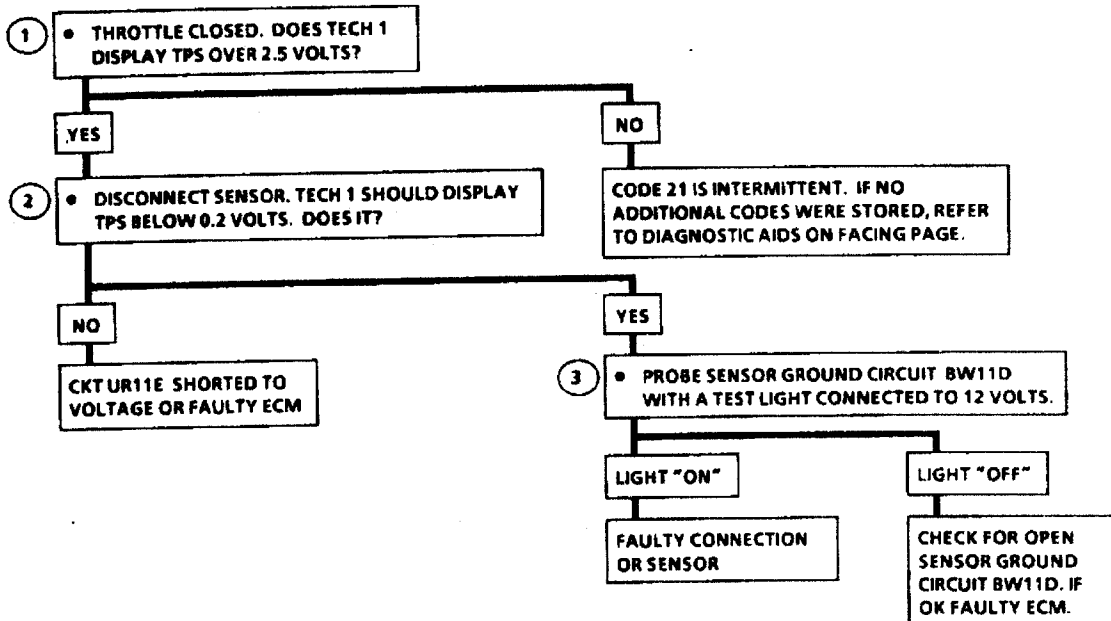 1
• THROTTLE CLOSED. DOES TECH 1
DISPLAY TPS OVER 2.5 VOLTS?
YES
NO
2
• DISCONNECT SENSOR. TECH 1 SHOULD DISPLAY
TPS BELOW 0.2 VOLTS. DOES IT?
CODE 21 IS INTERMITTENT. IF NO
ADDITIONAL CODES WERE STORED, REFER
TO DIAGNOSTIC AIDS ON FACING PAGE.
NO
YES
CKT UR11E SHORTED TO
VOLTAGE OR FAULTY ECM
3
• PROBE SENSOR GROUND CIRCUIT BW11D
WITH A TEST LIGHT CONNECTED TO 12 VOLTS.
LIGHT "ON"
LIGHT "OFF"
FAULTY CONNECTION
OR SENSOR
CHECK FOR OPEN
SENSOR GROUND
CIRCUIT BW11D. IF
OK FAULTY ECM.